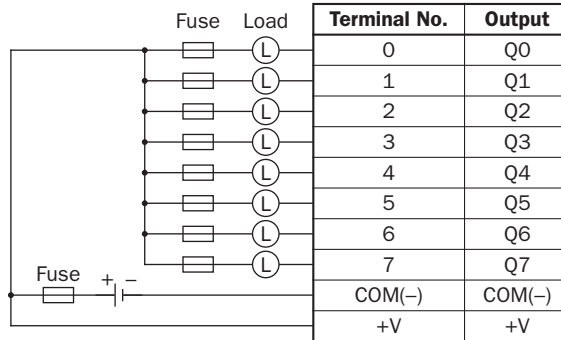 Fuse Load Terminal No. Output
L 0 Q0
L 1 Q1
L 2 Q2
L 3 Q3
L 4 Q4
L 5 Q5
L 6 Q6
L 7 Q7
Fuse + – COM(–) COM(–)
+V +V